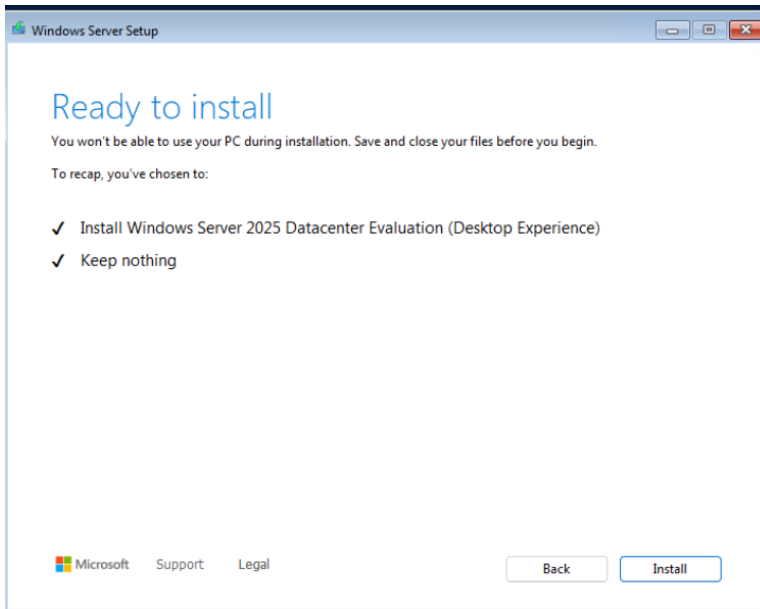 Windows Server Setup
Ready to install
You won't be able to use your PC during installation. Save and close your files before you begin.
To recap, you've chosen to:
✓ Install Windows Server 2025 Datacenter Evaluation (Desktop Experience)
✓ Keep nothing
Microsoft Support Legal Back Install